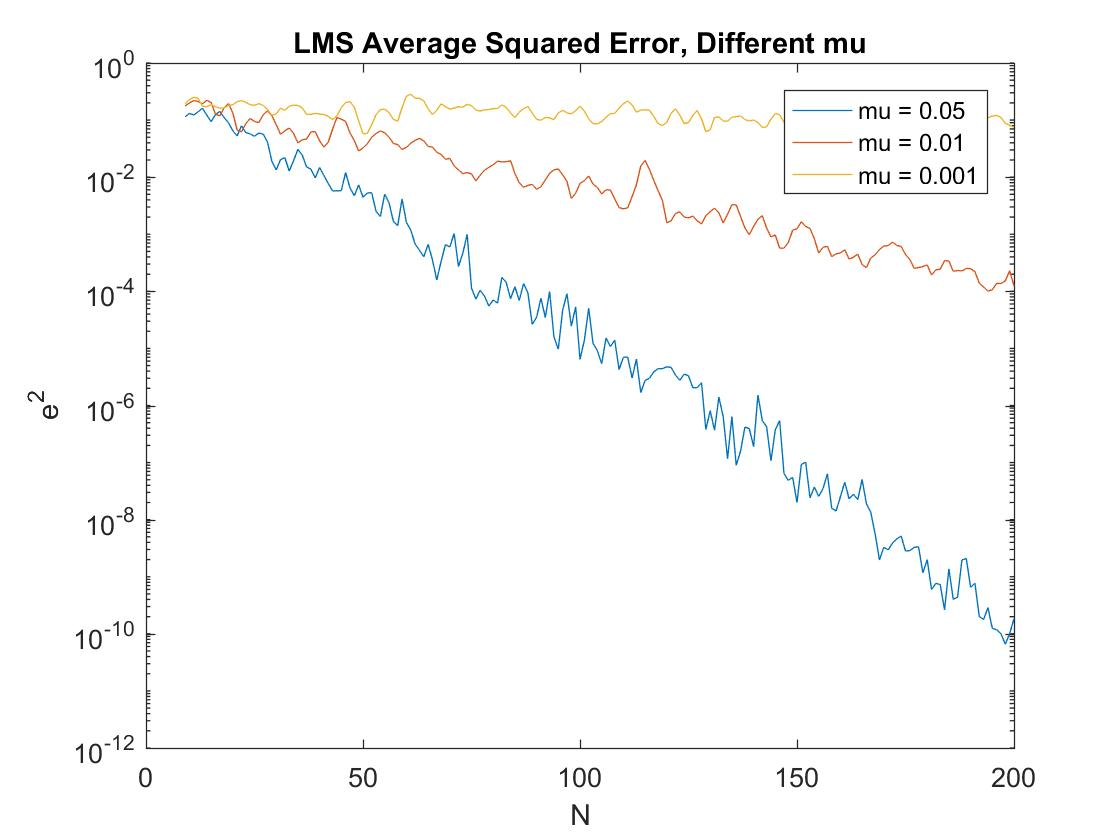 LMS Average Squared Error, Different mu
10^0
10^-2
10^-4
10^-6
10^-8
10^-10
10^-12
e^2
mu = 0.05
mu = 0.01
mu = 0.001
0
50
100
150
200
N